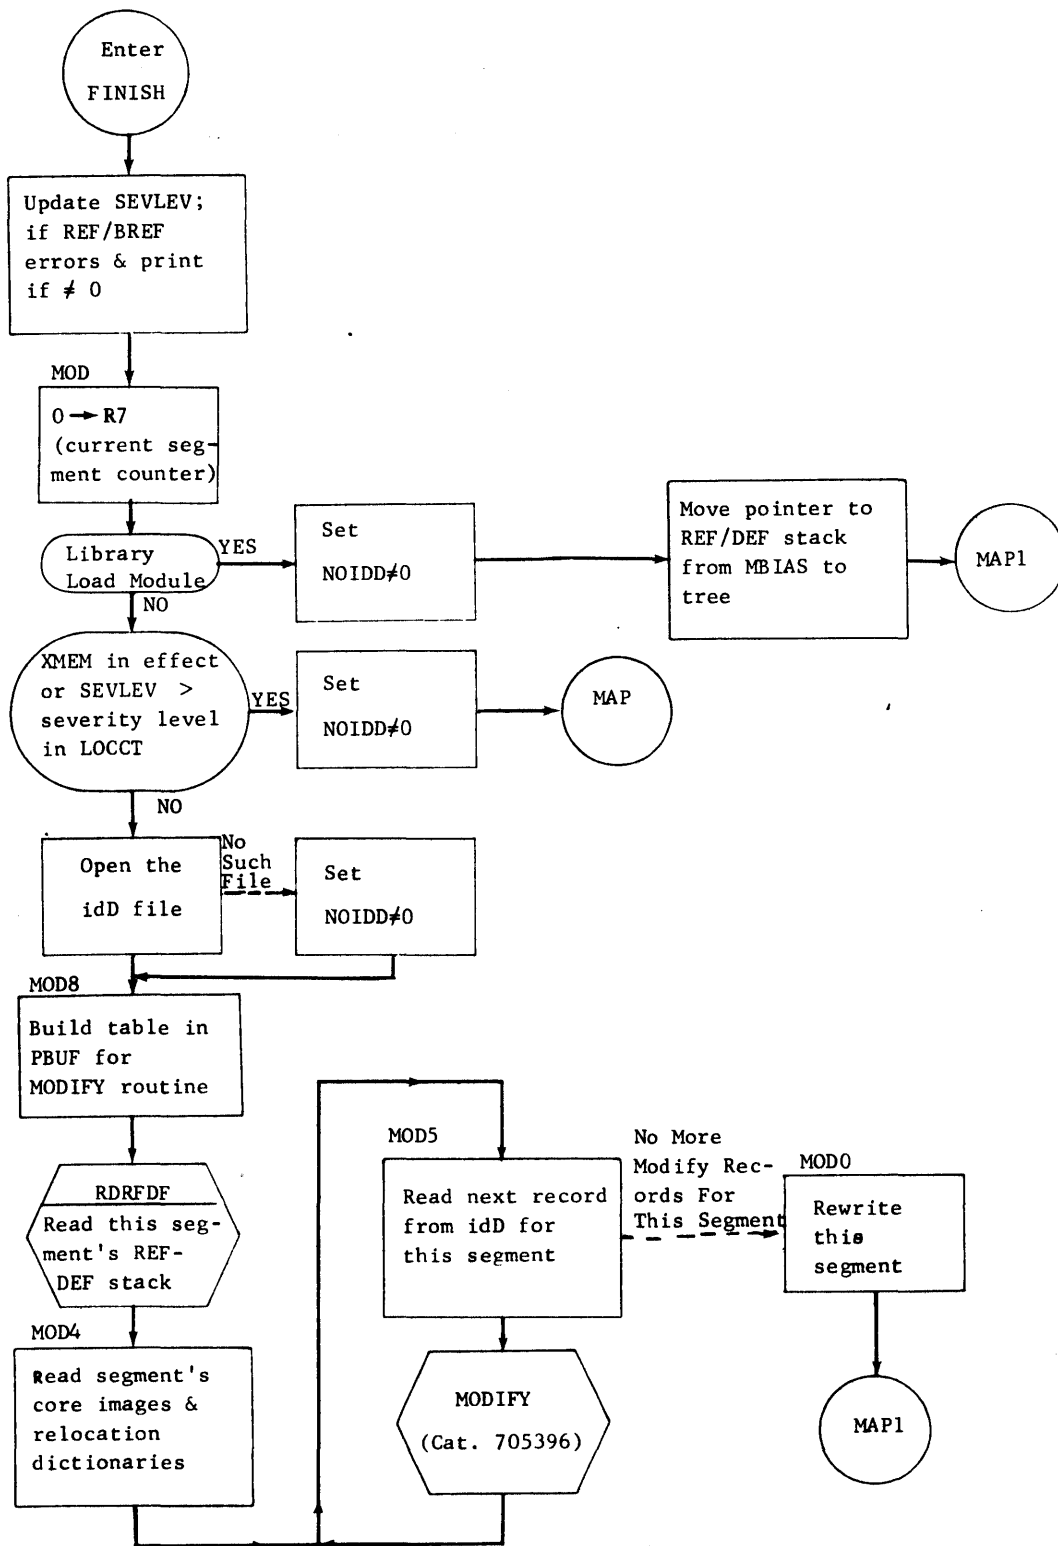 Enter
FINISH
Update SEVLEV;
if REF/BREF
errors & print
if ≠ 0
MOD
0 → R7
(current seg-
ment counter)
Library
Load Module
YES
NO
Set
NOIDD≠0
Move pointer to
REF/DEF stack
from MBIAS to
tree
MAP1
XMEM in effect
or SEVLEV >
severity level
in LOCCT
YES
NO
Set
NOIDD≠0
MAP
Open the
idD file
No
Such
File
Set
NOIDD≠0
MOD8
Build table in
PBUF for
MODIFY routine
RDRFDF
Read this seg-
ment's REF-
DEF stack
MOD4
Read segment's
core images &
relocation
dictionaries
MOD5
Read next record
from idD for
this segment
No More
Modify Rec-
ords For
This Segment
MOD0
Rewrite
this
segment
MODIFY
(Cat. 705396)
MAP1